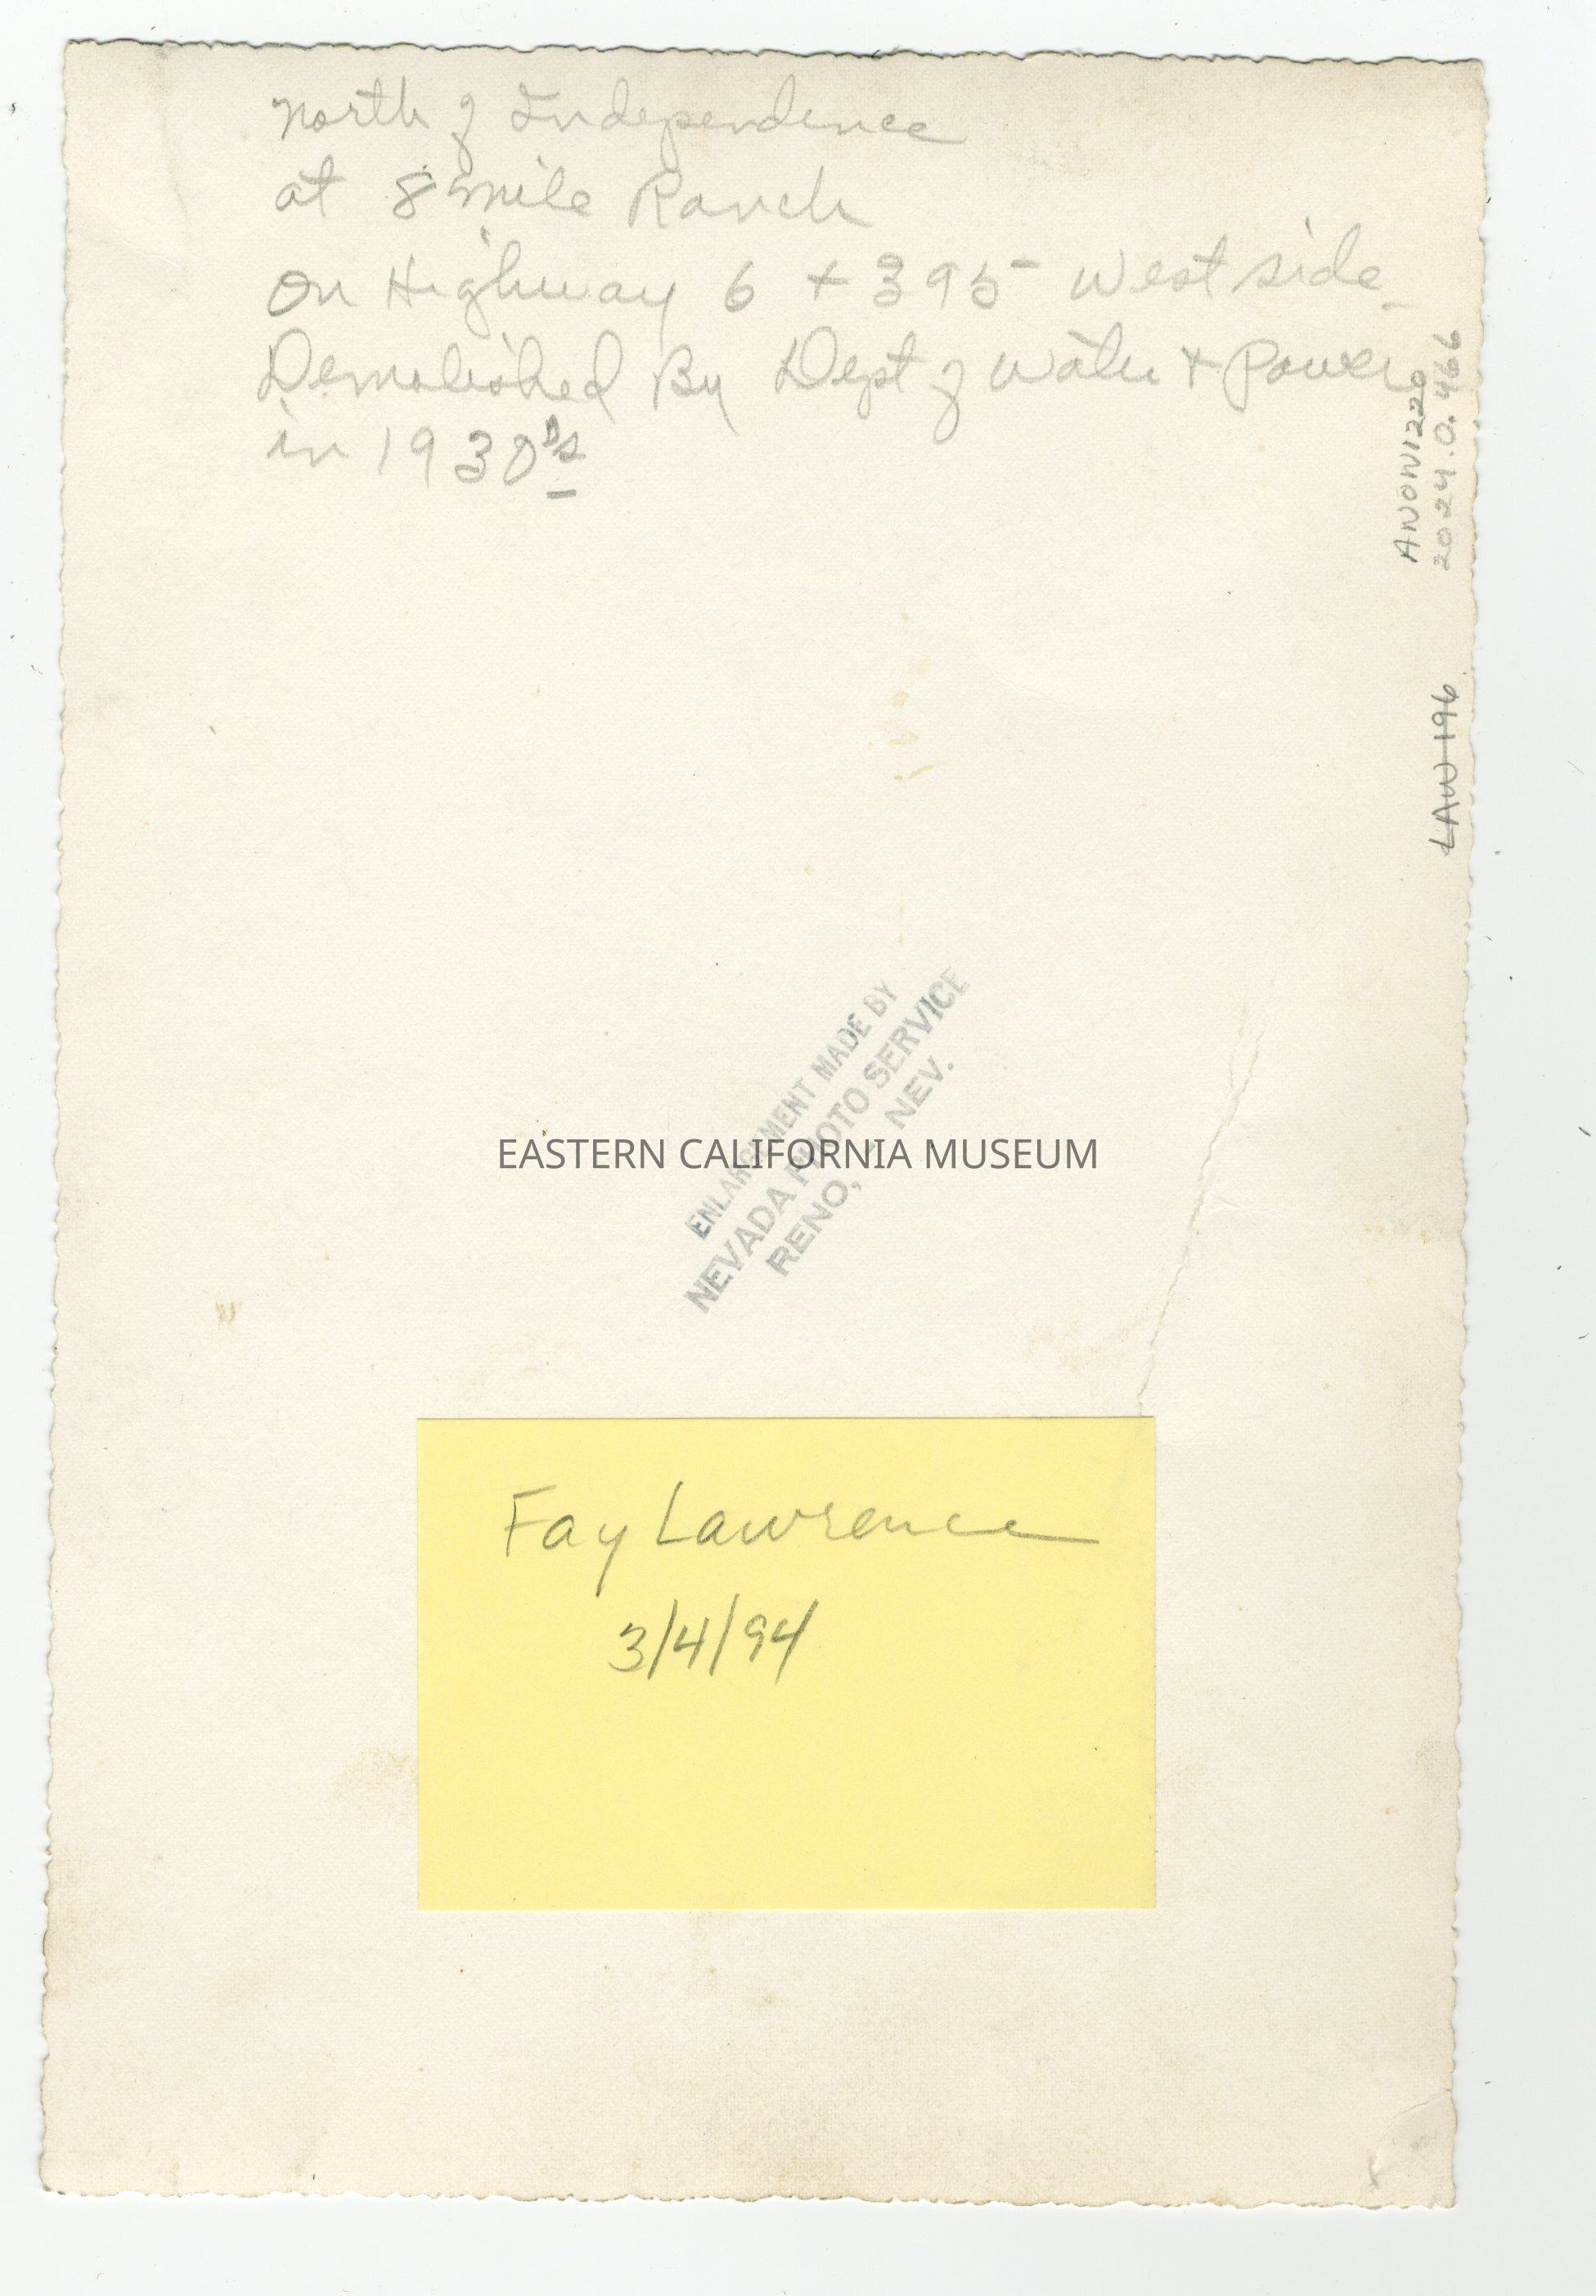 North of Independence
at 8 mile Ranch
On Highway 6 + 395 West side
Demolished By Dept of Water + Power
in 1930's
ANON1220
2024.0.466
LAW 196
ENLARGEMENT MADE BY
NEVADA PHOTO SERVICE
RENO, - NEV.
EASTERN CALIFORNIA MUSEUM
Fay Lawrence
3/4/94